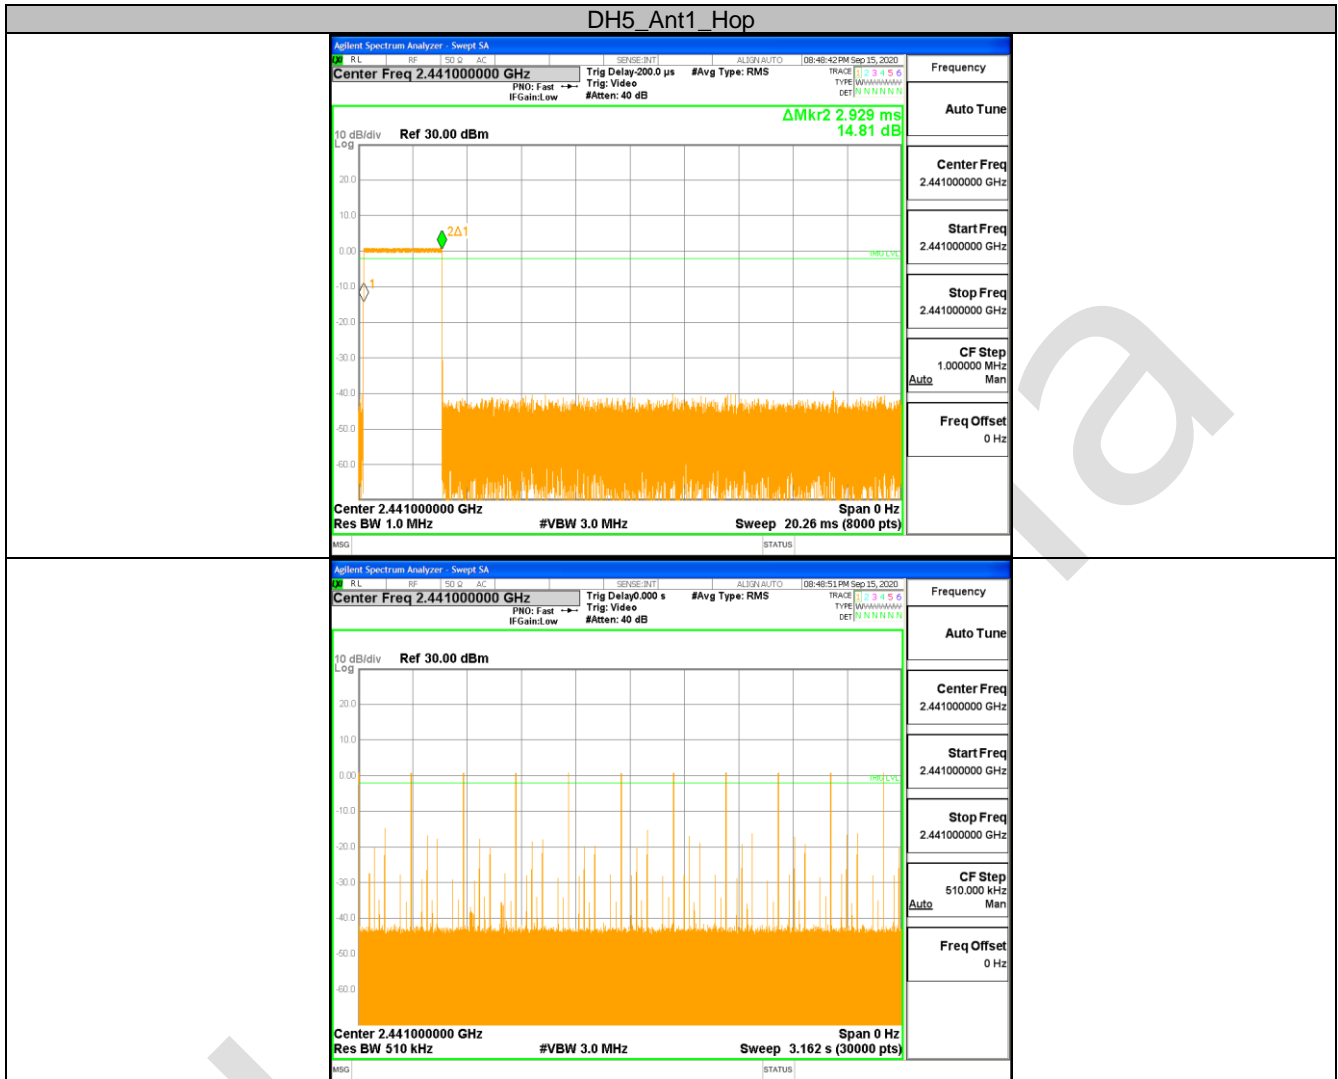 DH5_Ant1_Hop
Agilent Spectrum Analyzer - Swept SA
RL RF 50 Ω AC SENSE:INT ALIGN AUTO 08:48:42 PM Sep 15, 2020
Center Freq 2.441000000 GHz
PNO: Fast
IFGain:Low
Trig Delay-200.0 µs
Trig: Video
#Atten: 40 dB
#Avg Type: RMS
TRACE 1 2 3 4 5 6
TYPE
DET N N N N N N
ΔMkr2 2.929 ms
14.81 dB
10 dB/div Ref 30.00 dBm
Log
20.0
10.0
0.00
-10.0
-20.0
-30.0
-40.0
-50.0
-60.0
2Δ1
1
TRIG LVL
Center 2.441000000 GHz Span 0 Hz
Res BW 1.0 MHz #VBW 3.0 MHz Sweep 20.26 ms (8000 pts)
MSG STATUS
Frequency
Auto Tune
Center Freq
2.441000000 GHz
Start Freq
2.441000000 GHz
Stop Freq
2.441000000 GHz
CF Step
1.000000 MHz
Auto Man
Freq Offset
0 Hz
Agilent Spectrum Analyzer - Swept SA
RL RF 50 Ω AC SENSE:INT ALIGN AUTO 08:48:51 PM Sep 15, 2020
Center Freq 2.441000000 GHz
PNO: Fast
IFGain:Low
Trig Delay0.000 s
Trig: Video
#Atten: 40 dB
#Avg Type: RMS
TRACE 1 2 3 4 5 6
TYPE
DET N N N N N N
10 dB/div Ref 30.00 dBm
Log
20.0
10.0
0.00
-10.0
-20.0
-30.0
-40.0
-50.0
-60.0
TRIG LVL
Center 2.441000000 GHz Span 0 Hz
Res BW 510 kHz #VBW 3.0 MHz Sweep 3.162 s (30000 pts)
MSG STATUS
Frequency
Auto Tune
Center Freq
2.441000000 GHz
Start Freq
2.441000000 GHz
Stop Freq
2.441000000 GHz
CF Step
510.000 kHz
Auto Man
Freq Offset
0 Hz